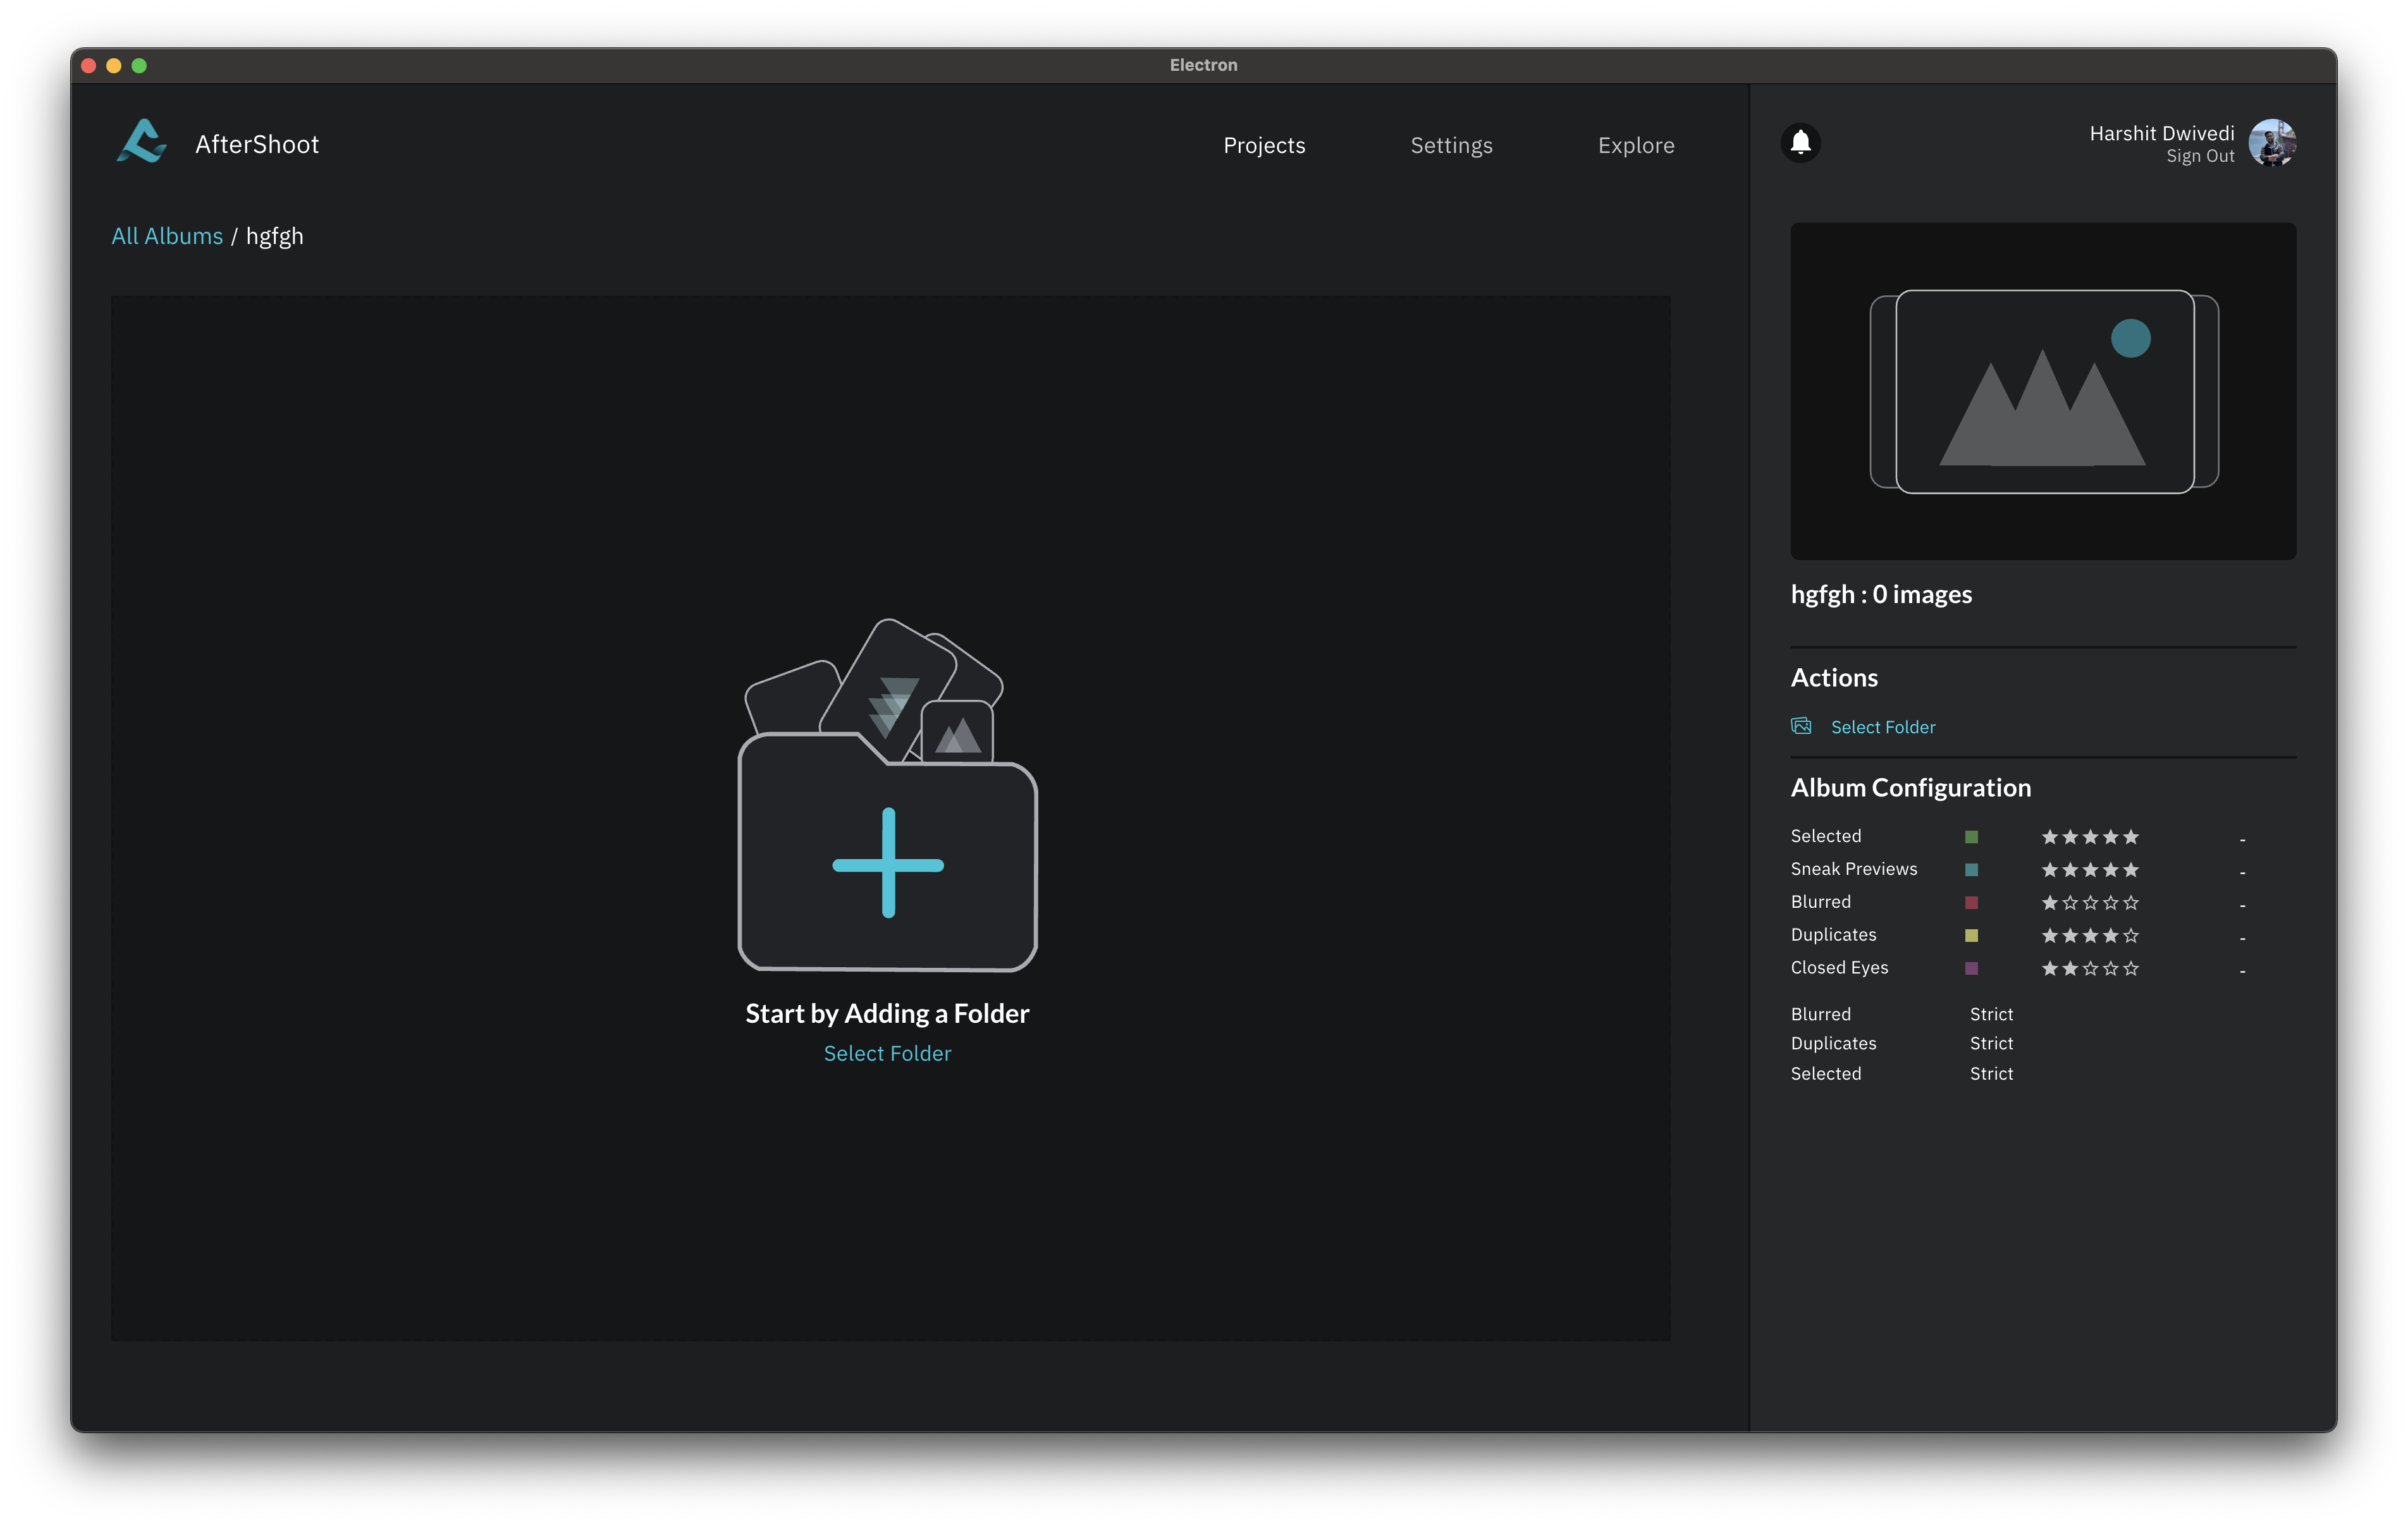 Electron
AfterShoot
Projects
Settings
Explore
Harshit Dwivedi
Sign Out
All Albums / hgfgh
Start by Adding a Folder
Select Folder
hgfgh : 0 images
Actions
Select Folder
Album Configuration
Selected -
Sneak Previews -
Blurred -
Duplicates -
Closed Eyes -
Blurred Strict
Duplicates Strict
Selected Strict